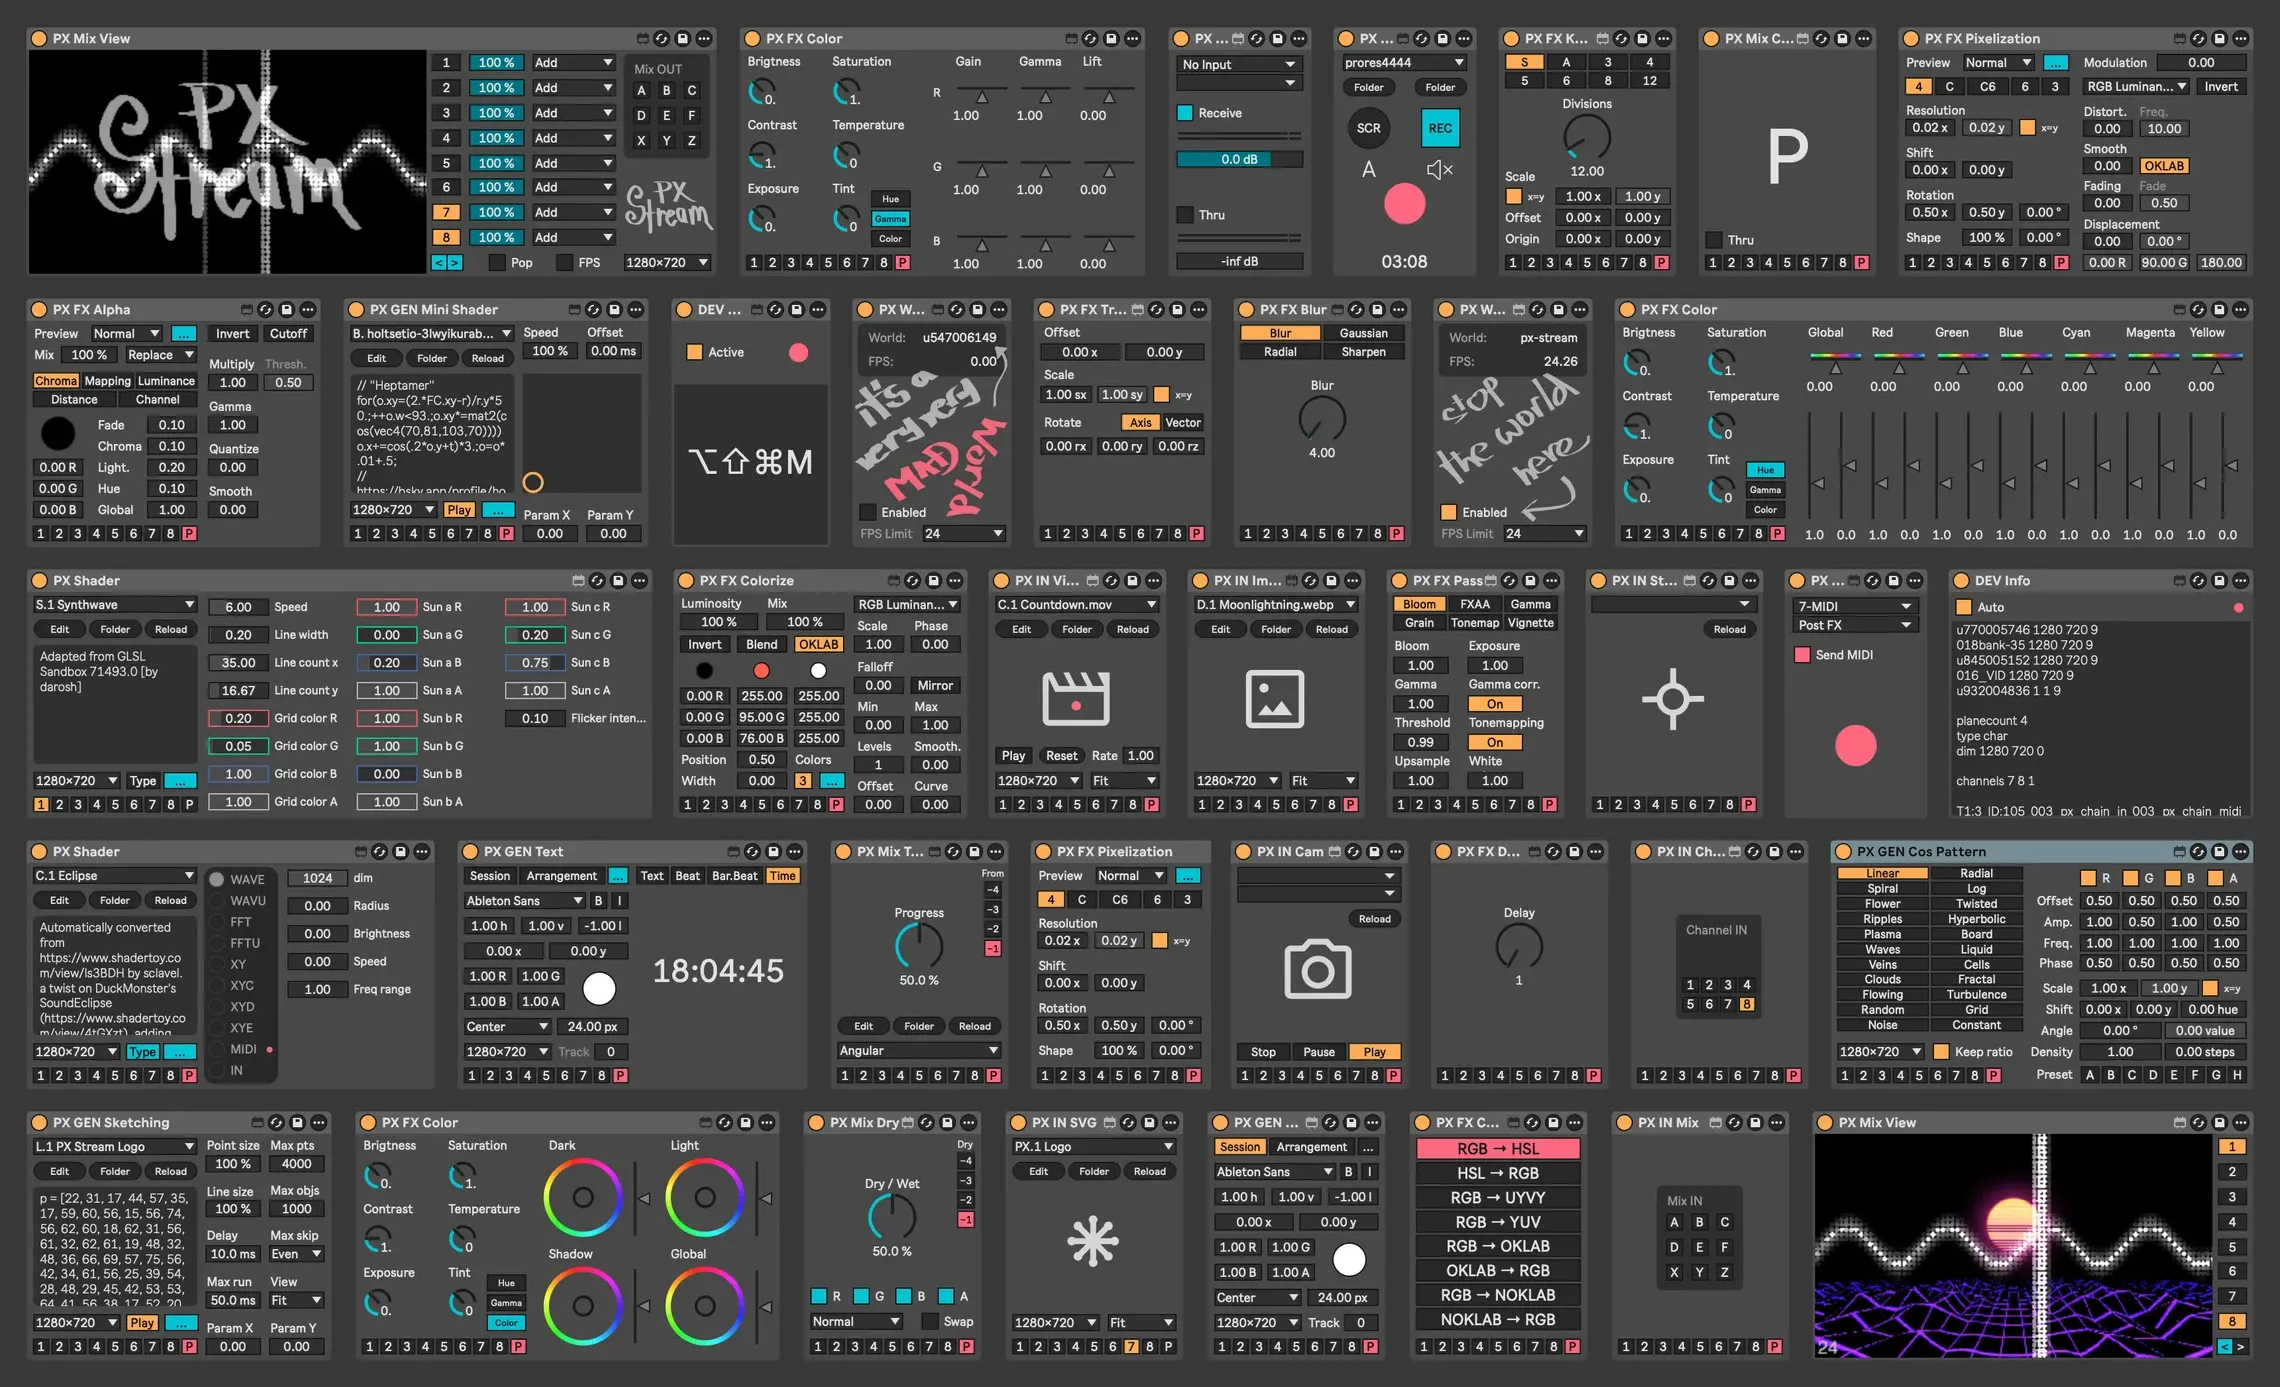 PX Mix View
PX Stream
1 100 % Add
2 100 % Add
3 100 % Add
4 100 % Add
5 100 % Add
6 100 % Add
7 100 % Add
8 100 % Add
< > Pop FPS 1280×720
Mix OUT
A B C
D E F
X Y Z
PX Stream
PX FX Color
Brigtness Saturation Gain Gamma Lift
0. 1.
R 1.00 1.00 0.00
Contrast Temperature
1. 0
G 1.00 1.00 0.00
Exposure Tint
0. 0
Hue
Gamma
Color
B 1.00 1.00 0.00
1 2 3 4 5 6 7 8 P
PX ...
No Input
Receive
0.0 dB
Thru
-inf dB
PX ...
prores4444
Folder Folder
SCR REC
A
03:08
PX FX K...
S A 3 4
5 6 8 12
Divisions
12.00
Scale
x=y 1.00 x 1.00 y
Offset 0.00 x 0.00 y
Origin 0.00 x 0.00 y
1 2 3 4 5 6 7 8 P
PX Mix C...
P
Thru
1 2 3 4 5 6 7 8 P
PX FX Pixelization
Preview Normal ... Modulation 0.00
4 C C6 6 3 RGB Luminan... Invert
Resolution Distort. Freq.
0.02 x 0.02 y x=y 0.00 10.00
Shift Smooth
0.00 x 0.00 y 0.00 OKLAB
Rotation Fading Fade
0.50 x 0.50 y 0.00 ° 0.00 0.50
Shape 100 % 0.00 ° Displacement
0.00 0.00 °
1 2 3 4 5 6 7 8 P 0.00 R 90.00 G 180.00
PX FX Alpha
Preview Normal ... Invert Cutoff
Mix 100 % Replace Multiply Thresh.
Chroma Mapping Luminance 1.00 0.50
Distance Channel Gamma
Fade 0.10 1.00
Chroma 0.10 Quantize
0.00 R Light. 0.20 0.00
0.00 G Hue 0.10 Smooth
0.00 B Global 1.00 0.00
1 2 3 4 5 6 7 8 P
PX GEN Mini Shader
B. holtsetio-3lwyikurab... Speed Offset
Edit Folder Reload 100 % 0.00 ms
// "Heptamer"
for(o.xy=(2.*FC.xy-r)/r.y*5
0.;++o.w<93.;o.xy*=mat2(c
os(vec4(70,81,103,70))))
o.x+=cos(.2*o.y+t)*3.;o=o*
.01+.5;
//
https://bsky.app/profile/ho
1280×720 Play ... Param X Param Y
1 2 3 4 5 6 7 8 P 0.00 0.00
DEV ...
Active
⌥⇧⌘M
PX W...
World: u547006149
FPS: 0.00
it's a
very very
MAD World
Enabled
FPS Limit 24
PX FX Tr...
Offset
0.00 x 0.00 y
Scale
1.00 sx 1.00 sy x=y
Rotate Axis Vector
0.00 rx 0.00 ry 0.00 rz
1 2 3 4 5 6 7 8 P
PX FX Blur
Blur Gaussian
Radial Sharpen
Blur
4.00
1 2 3 4 5 6 7 8 P
PX W...
World: px-stream
FPS: 24.26
stop
the world
here
Enabled
FPS Limit 24
PX FX Color
Brigtness Saturation Global Red Green Blue Cyan Magenta Yellow
0. 1. 0.00 0.00 0.00 0.00 0.00 0.00 0.00
Contrast Temperature
1. 0
Exposure Tint
0. 0
Hue
Gamma
Color
1 2 3 4 5 6 7 8 P 1.0 0.0 1.0 0.0 1.0 0.0 1.0 0.0 1.0 0.0 1.0 0.0 1.0 0.0
PX Shader
S.1 Synthwave
Edit Folder Reload
Adapted from GLSL
Sandbox 71493.0 [by
darosh]
1280×720 Type ...
1 2 3 4 5 6 7 8 P
6.00 Speed 1.00 Sun a R 1.00 Sun c R
0.20 Line width 0.00 Sun a G 0.20 Sun c G
35.00 Line count x 0.20 Sun a B 0.75 Sun c B
16.67 Line count y 1.00 Sun a A 1.00 Sun c A
0.20 Grid color R 1.00 Sun b R 0.10 Flicker inten...
0.05 Grid color G 1.00 Sun b G
1.00 Grid color B 0.00 Sun b B
1.00 Grid color A 1.00 Sun b A
PX FX Colorize
Luminosity Mix RGB Luminan...
100 % 100 % Scale Phase
Invert Blend OKLAB 1.00 0.00
Falloff
0.00 R 255.00 255.00 0.00 Mirror
0.00 G 95.00 G 255.00 Min Max
0.00 B 76.00 B 255.00 0.00 1.00
Position 0.50 Colors Levels Smooth.
Width 0.00 3 ... 1 0.00
Offset Curve
1 2 3 4 5 6 7 8 P 0.00 0.00
PX IN Vi...
C.1 Countdown.mov
Edit Folder Reload
Play Reset Rate 1.00
1280×720 Fit
1 2 3 4 5 6 7 8 P
PX IN Im...
D.1 Moonlightning.webp
Edit Folder Reload
1280×720 Fit
1 2 3 4 5 6 7 8 P
PX FX Pass
Bloom FXAA Gamma
Grain Tonemap Vignette
Bloom Exposure
1.00 1.00
Gamma Gamma corr.
1.00 On
Threshold Tonemapping
0.99 On
Upsample White
1.00 1.00
1 2 3 4 5 6 7 8 P
PX IN St...
Reload
1 2 3 4 5 6 7 8 P
PX ...
7-MIDI
Post FX
Send MIDI
DEV Info
Auto
u770005746 1280 720 9
018bank-35 1280 720 9
u845005152 1280 720 9
016_VID 1280 720 9
u932004836 1 1 9
planecount 4
type char
dim 1280 720 0
channels 7 8 1
T1:3 ID:105 003 px chain in 003 px chain midi
PX Shader
C.1 Eclipse
Edit Folder Reload
Automatically converted
from
https://www.shadertoy.co
m/view/ls3BDH by sclavel.
a twist on DuckMonster's
SoundEclipse
(https://www.shadertoy.co
m/view/4tGXzt), adding
1280×720 Type ...
1 2 3 4 5 6 7 8 P
WAVE
WAVU
FFT
FFTU
XY
XYC
XYD
XYE
MIDI
IN
1024 dim
0.00 Radius
0.00 Brightness
0.00 Speed
1.00 Freq range
PX GEN Text
Session Arrangement ... Text Beat Bar.Beat Time
Ableton Sans B I
1.00 h 1.00 v -1.00 l
0.00 x 0.00 y
1.00 R 1.00 G
1.00 B 1.00 A
18:04:45
Center 24.00 px
1280×720 Track 0
1 2 3 4 5 6 7 8 P
PX Mix T...
From
-4
-3
-2
-1
Progress
50.0 %
Edit Folder Reload
Angular
1 2 3 4 5 6 7 8 P
PX FX Pixelization
Preview Normal ...
4 C C6 6 3
Resolution
0.02 x 0.02 y x=y
Shift
0.00 x 0.00 y
Rotation
0.50 x 0.50 y 0.00 °
Shape 100 % 0.00 °
1 2 3 4 5 6 7 8 P
PX IN Cam
Reload
Stop Pause Play
1 2 3 4 5 6 7 8 P
PX FX D...
Delay
1
1 2 3 4 5 6 7 8 P
PX IN Ch...
Channel IN
1 2 3 4
5 6 7 8
1 2 3 4 5 6 7 8 P
PX GEN Cos Pattern
Linear Radial
Spiral Log
Flower Twisted
Ripples Hyperbolic
Plasma Board
Waves Liquid
Veins Cells
Clouds Fractal
Flowing Turbulence
Random Grid
Noise Constant
1280×720 Keep ratio
1 2 3 4 5 6 7 8 P
R G B A
Offset 0.50 0.50 0.50 0.50
Amp. 1.00 0.50 1.00 0.00
Freq. 1.00 1.00 1.00 1.00
Phase 0.50 0.50 0.50 0.50
Scale 1.00 x 1.00 y x=y
Shift 0.00 x 0.00 y 0.00 hue
Angle 0.00 ° 0.00 value
Density 1.00 0.00 steps
Preset A B C D E F G H
PX GEN Sketching
L.1 PX Stream Logo
Edit Folder Reload
p = [22, 31, 17, 44, 57, 35,
17, 59, 60, 56, 15, 56, 74,
56, 62, 60, 18, 62, 31, 56,
61, 32, 62, 61, 19, 48, 32,
48, 36, 66, 69, 57, 75, 56,
42, 34, 61, 56, 25, 39, 54,
28, 48, 29, 45, 42, 53, 53,
64, 41, 56, 38, 17, 52, 20,
1280×720 Play ...
1 2 3 4 5 6 7 8 P
Point size Max pts
100 % 4000
Line size Max objs
100 % 1000
Delay Max skip
10.0 ms Even
Max run View
50.0 ms Fit
Param X Param Y
0.00 0.00
PX FX Color
Brigtness Saturation Dark Light
0. 1.
Contrast Temperature
1. 0
Shadow Global
Exposure Tint
0. 0
Hue
Gamma
Color
1 2 3 4 5 6 7 8 P
PX Mix Dry
Dry
-4
-3
-2
-1
Dry / Wet
50.0 %
R G B A
Normal Swap
1 2 3 4 5 6 7 8 P
PX IN SVG
PX.1 Logo
Edit Folder Reload
1280×720 Fit
1 2 3 4 5 6 7 8 P
PX GEN ...
Session Arrangement ...
Ableton Sans B I
1.00 h 1.00 v -1.00 l
0.00 x 0.00 y
1.00 R 1.00 G
1.00 B 1.00 A
Center 24.00 px
1280×720 Track 0
1 2 3 4 5 6 7 8 P
PX FX C...
RGB → HSL
HSL → RGB
RGB → UYVY
RGB → YUV
RGB → OKLAB
OKLAB → RGB
RGB → NOKLAB
NOKLAB → RGB
1 2 3 4 5 6 7 8 P
PX IN Mix
Mix IN
A B C
D E F
X Y Z
1 2 3 4 5 6 7 8 P
PX Mix View
24
1
2
3
4
5
6
7
8
< >